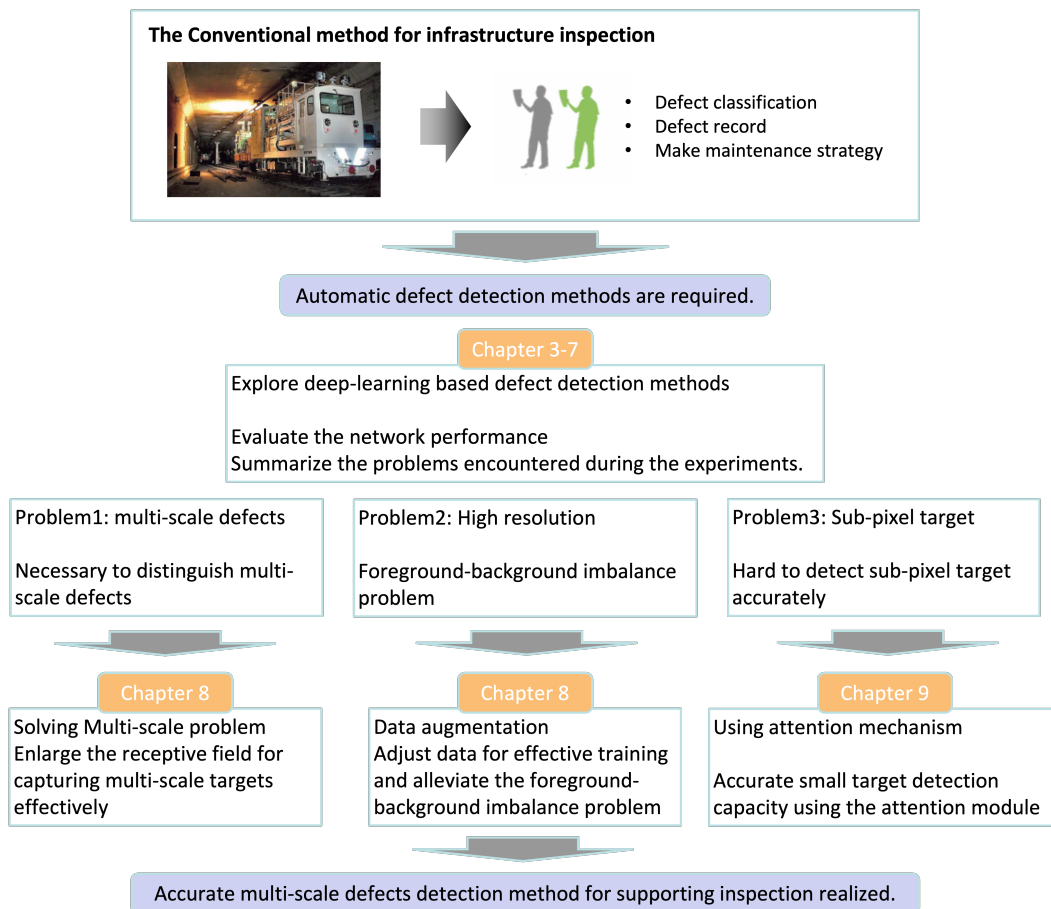 The Conventional method for infrastructure inspection
• Defect classification
• Defect record
• Make maintenance strategy
Automatic defect detection methods are required.
Chapter 3-7
Explore deep-learning based defect detection methods
Evaluate the network performance
Summarize the problems encountered during the experiments.
Problem1: multi-scale defects
Necessary to distinguish multi-
scale defects
Problem2: High resolution
Foreground-background imbalance
problem
Problem3: Sub-pixel target
Hard to detect sub-pixel target
accurately
Chapter 8
Solving Multi-scale problem
Enlarge the receptive field for
capturing multi-scale targets
effectively
Chapter 8
Data augmentation
Adjust data for effective training
and alleviate the foreground-
background imbalance problem
Chapter 9
Using attention mechanism
Accurate small target detection
capacity using the attention module
Accurate multi-scale defects detection method for supporting inspection realized.